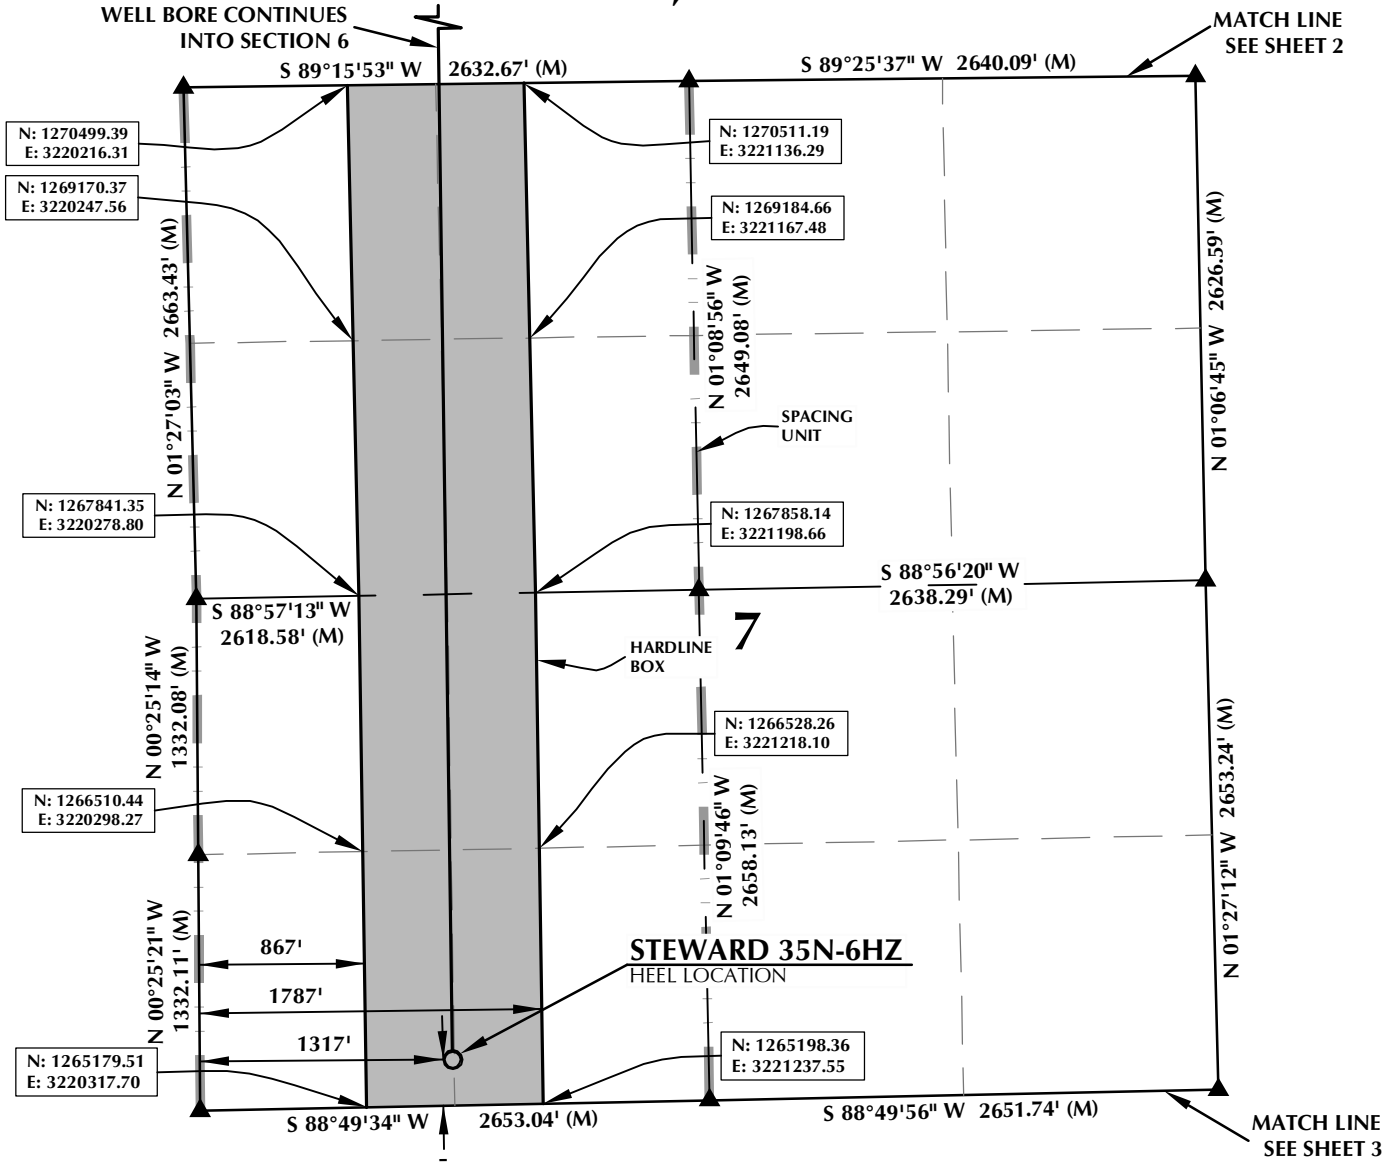 WELL BORE CONTINUES
INTO SECTION 6
MATCH LINE
SEE SHEET 2
S 89°15'53" W 2632.67' (M)
S 89°25'37" W 2640.09' (M)
N: 1270499.39
E: 3220216.31
N: 1270511.19
E: 3221136.29
N: 1269170.37
E: 3220247.56
N: 1269184.66
E: 3221167.48
N 01°27'03" W 2663.43' (M)
N 01°08'56" W
2649.08' (M)
N 01°06'45" W 2626.59' (M)
SPACING
UNIT
N: 1267841.35
E: 3220278.80
N: 1267858.14
E: 3221198.66
S 88°57'13" W
2618.58' (M)
S 88°56'20" W
2638.29' (M)
7
HARDLINE
BOX
N 00°25'14" W
1332.08' (M)
N: 1266528.26
E: 3221218.10
N: 1266510.44
E: 3220298.27
N 01°09'46" W
2658.13' (M)
N 01°27'12" W 2653.24' (M)
N 00°25'21" W
1332.11' (M)
867'
STEWARD 35N-6HZ
HEEL LOCATION
1787'
1317'
N: 1265179.51
E: 3220317.70
N: 1265198.36
E: 3221237.55
S 88°49'34" W 2653.04' (M)
S 88°49'56" W 2651.74' (M)
MATCH LINE
SEE SHEET 3